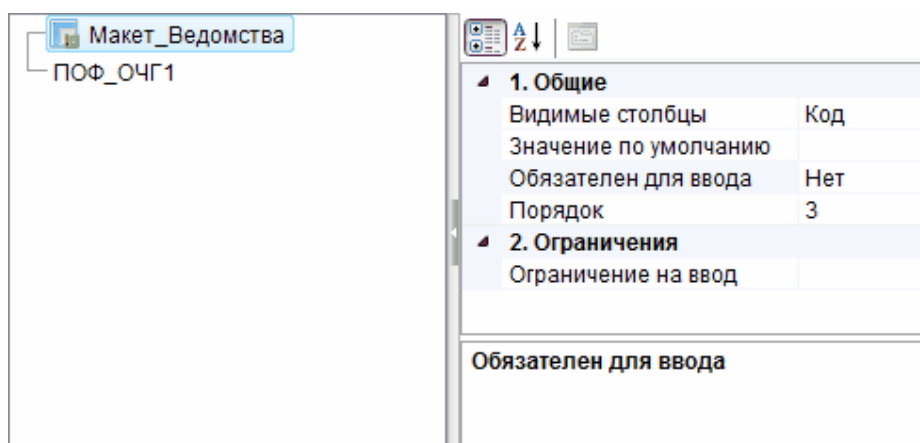 Макет_Ведомства
ПОФ_ОЧГ1
1. Общие
Видимые столбцы Код
Значение по умолчанию
Обязателен для ввода Нет
Порядок 3
2. Ограничения
Ограничение на ввод
Обязателен для ввода